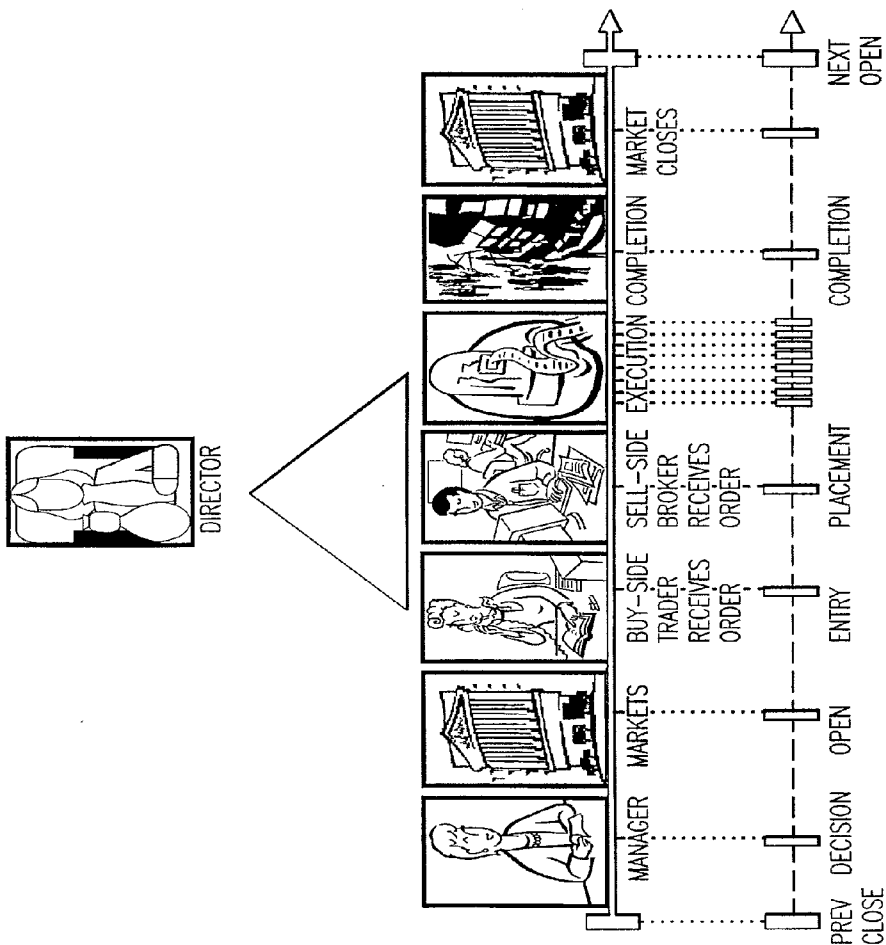 DIRECTOR
MANAGER
MARKETS
BUY-SIDE
TRADER
RECEIVES
ORDER
SELL-SIDE
BROKER
RECEIVES
ORDER
EXECUTION
COMPLETION
MARKET
CLOSES
PREV
CLOSE
DECISION
OPEN
ENTRY
PLACEMENT
COMPLETION
NEXT
OPEN